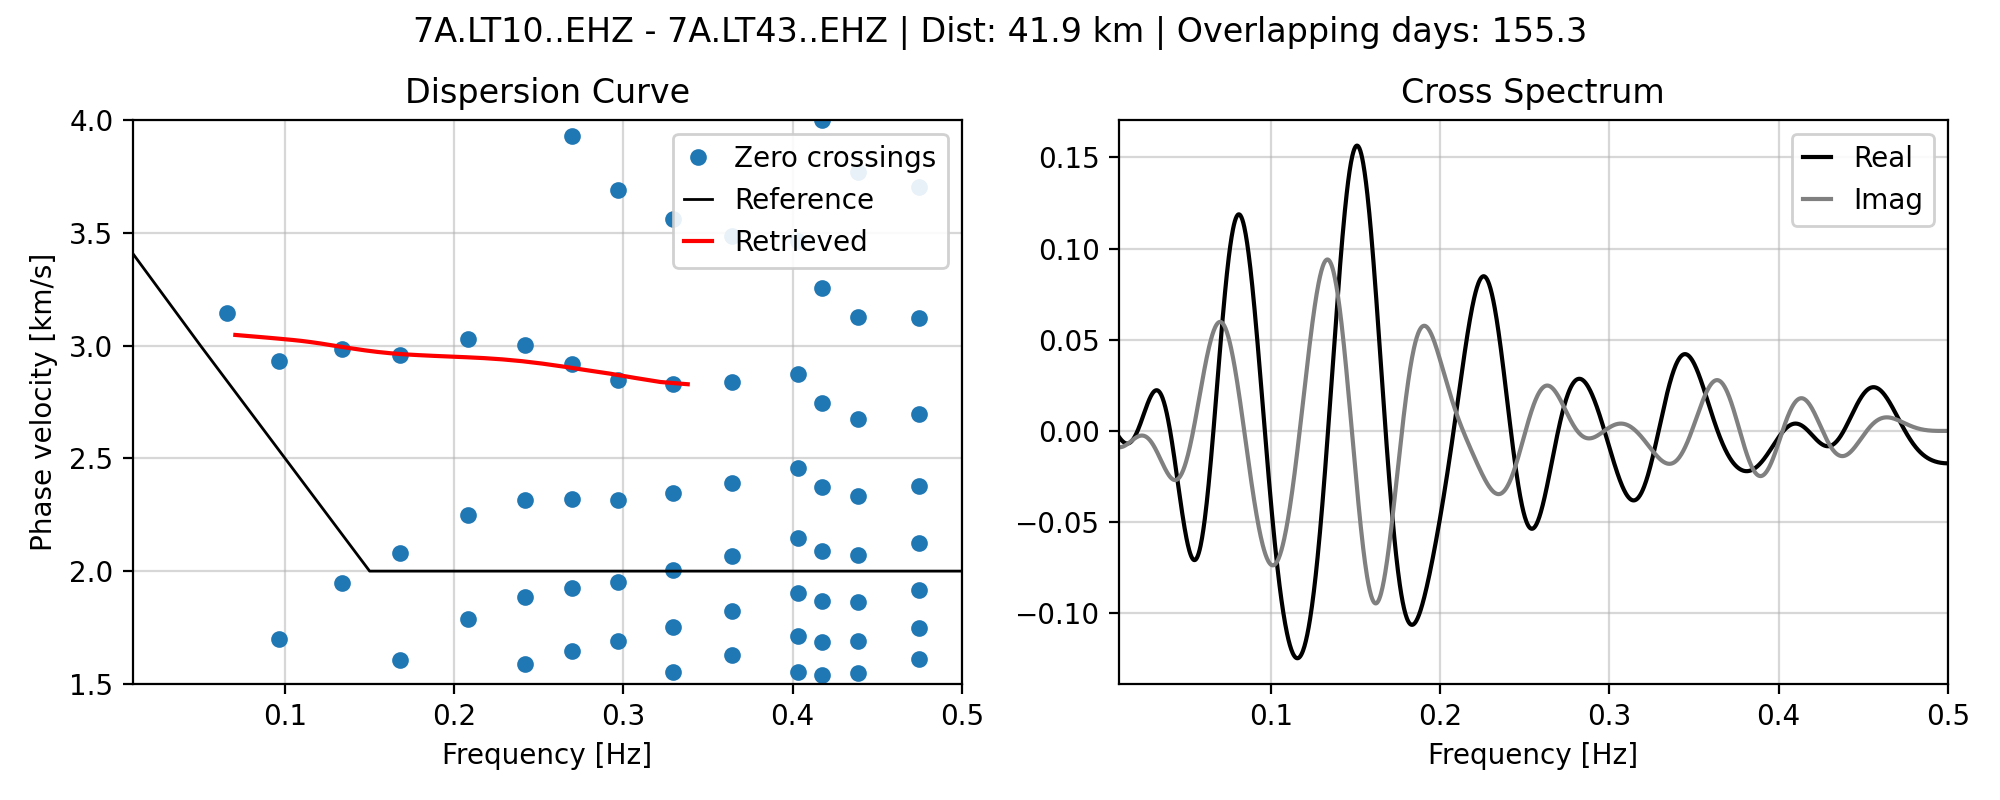 7A.LT10..EHZ - 7A.LT43..EHZ | Dist: 41.9 km | Overlapping days: 155.3
Dispersion Curve
Phase velocity [km/s]
4.0
3.5
3.0
2.5
2.0
1.5
Zero crossings
Reference
Retrieved
0.1 0.2 0.3 0.4 0.5
Frequency [Hz]
Cross Spectrum
0.15
0.10
0.05
0.00
−0.05
−0.10
Real
Imag
0.1 0.2 0.3 0.4 0.5
Frequency [Hz]